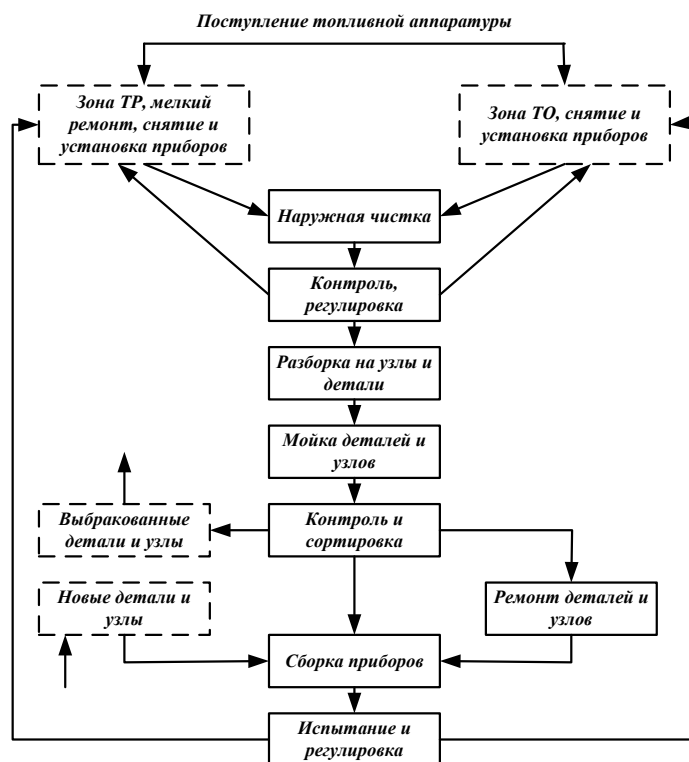 Поступление топливной аппаратуры
Зона ТР, мелкий
ремонт, снятие и
установка приборов
Зона ТО, снятие и
установка приборов
Наружная чистка
Контроль,
регулировка
Разборка на узлы и
детали
Мойка деталей и
узлов
Выбракованные
детали и узлы
Контроль и
сортировка
Новые детали и
узлы
Ремонт деталей и
узлов
Сборка приборов
Испытание и
регулировка